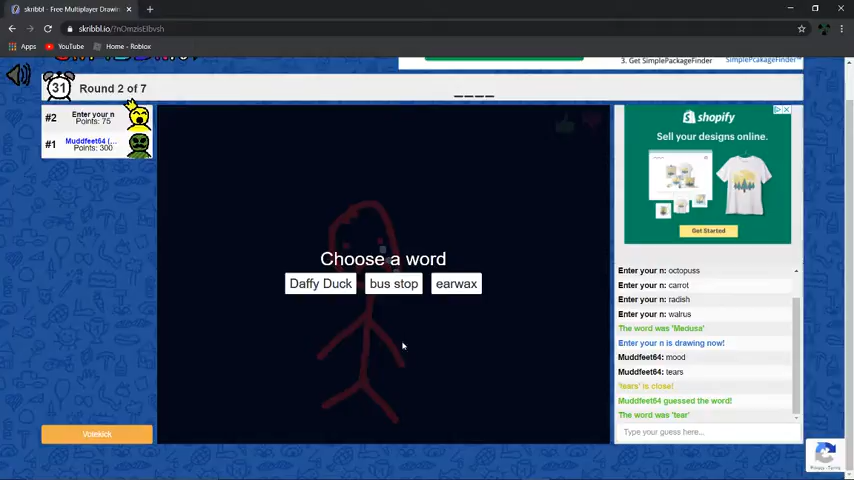 skribbl - Free Multiplayer Drawin
skribbl.io/?nOmzisEIbvsh
Apps
YouTube
Home - Roblox
3. Get SimplePackageFinder
SimplePackageFinder
31
Round 2 of 7
____
#2
Enter your n
Points: 75
#1
Muddfeet64 (...
Points: 300
shopify
Sell your designs online.
Get Started
Choose a word
Daffy Duck
bus stop
earwax
Enter your n: octopuss
Enter your n: carrot
Enter your n: radish
Enter your n: walrus
The word was 'Medusa'
Enter your n is drawing now!
Muddfeet64: mood
Muddfeet64: tears
'tears' is close!
Muddfeet64 guessed the word!
The word was 'tear'
Type your guess here...
Votekick
Privacy - Terms